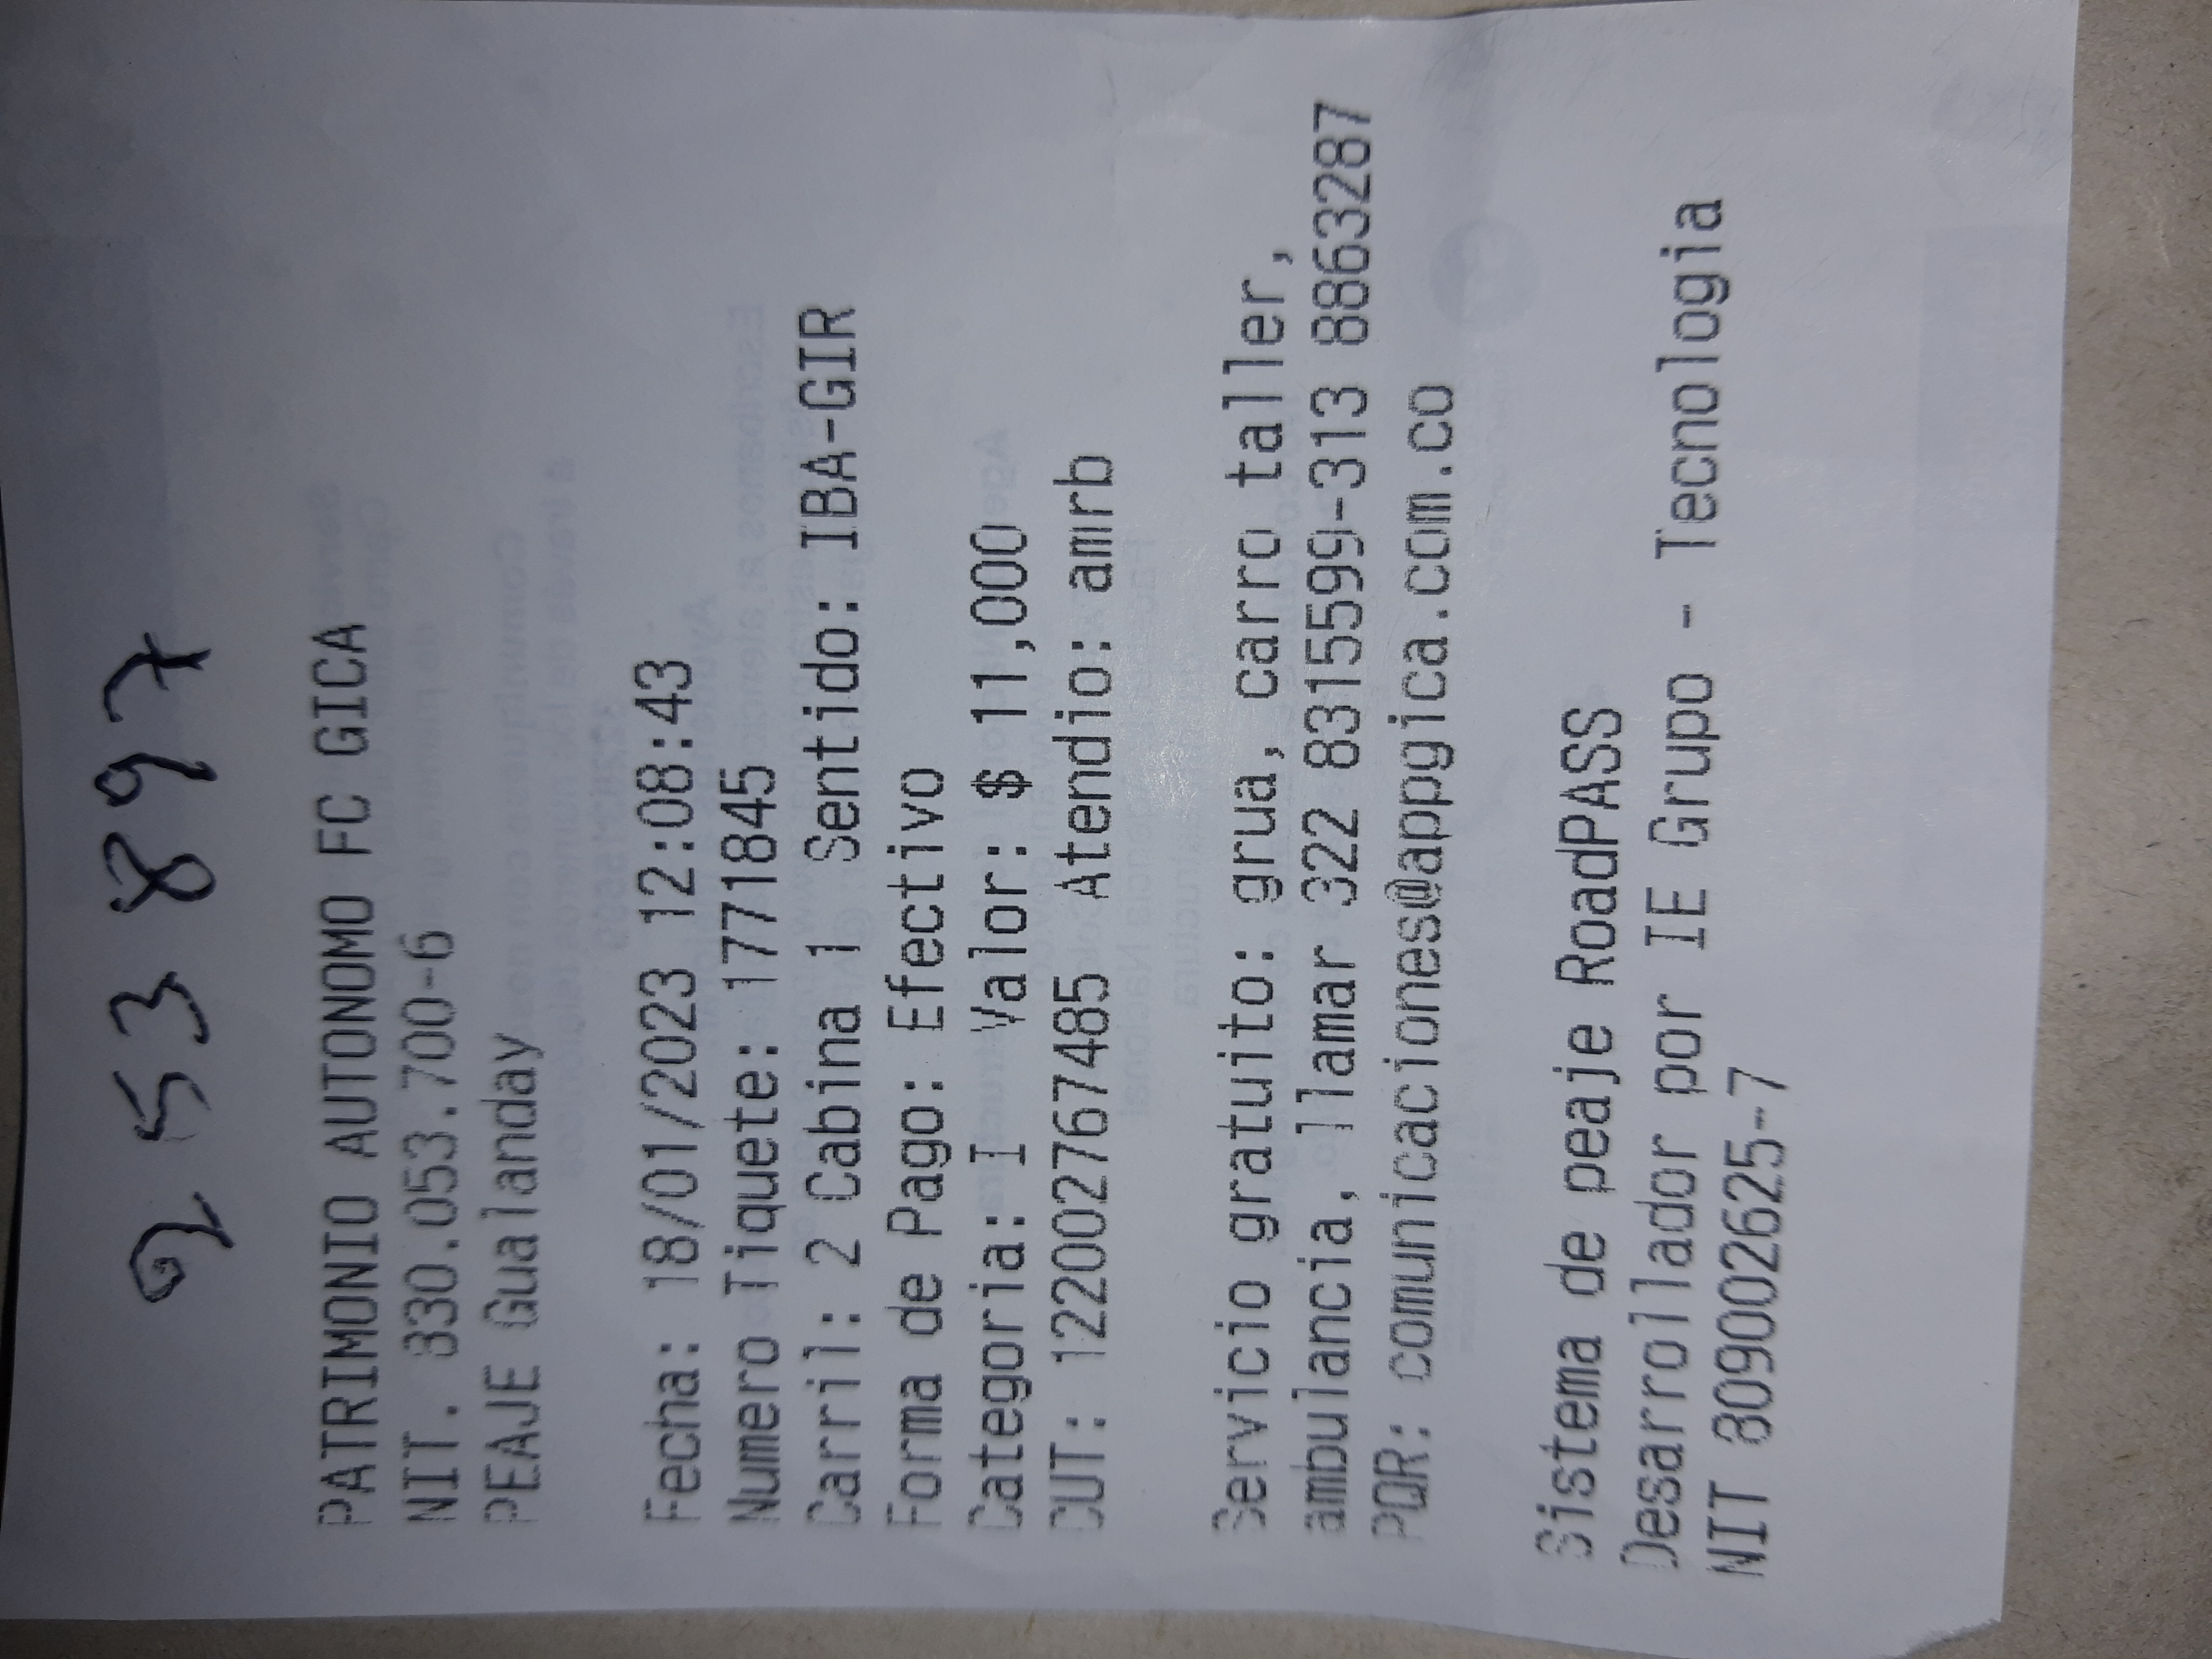 253897
PATRIMONIO AUTONOMO FC GICA
NIT. 830.053.700-6
PEAJE Gualanday
Fecha: 18/01/2023 12:08:43
Numero Tiquete: 1771845
Carril: 2 Cabina 1 Sentido: IBA-GIR
Forma de Pago: Efectivo
Categoria: I Valor: $ 11,000
CUT: 122002767485 Atendio: amrb
Servicio gratuito: grua, carro taller,
ambulancia, llamar 322 8315599-313 8863287
PQR: comunicaciones@appgica.com.co
Sistema de peaje RoadPASS
Desarrollador por IE Grupo - Tecnologia
NIT 809002625-7